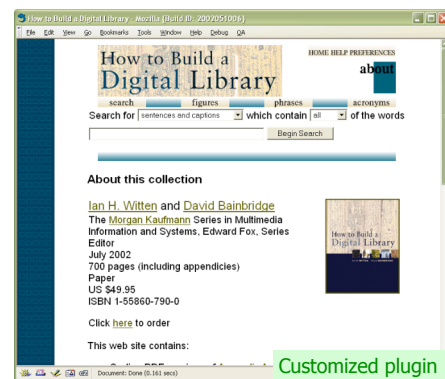 How to Build a Digital Library - Mozilla {Build ID: 2002051006}
File Edit View Go Bookmarks Tools Window Help Debug QA
How to Build a
Digital Library
HOME HELP PREFERENCES
about
search figures phrases acronyms
Search for sentences and captions which contain all of the words
Begin Search
About this collection
Ian H. Witten and David Bainbridge
The Morgan Kaufmann Series in Multimedia
Information and Systems, Edward Fox, Series
Editor
July 2002
700 pages (including appendicies)
Paper
US $49.95
ISBN 1-55860-790-0
How to Build a
Digital Library
Click here to order
This web site contains:
Customized plugin
Document: Done (0.161 secs)